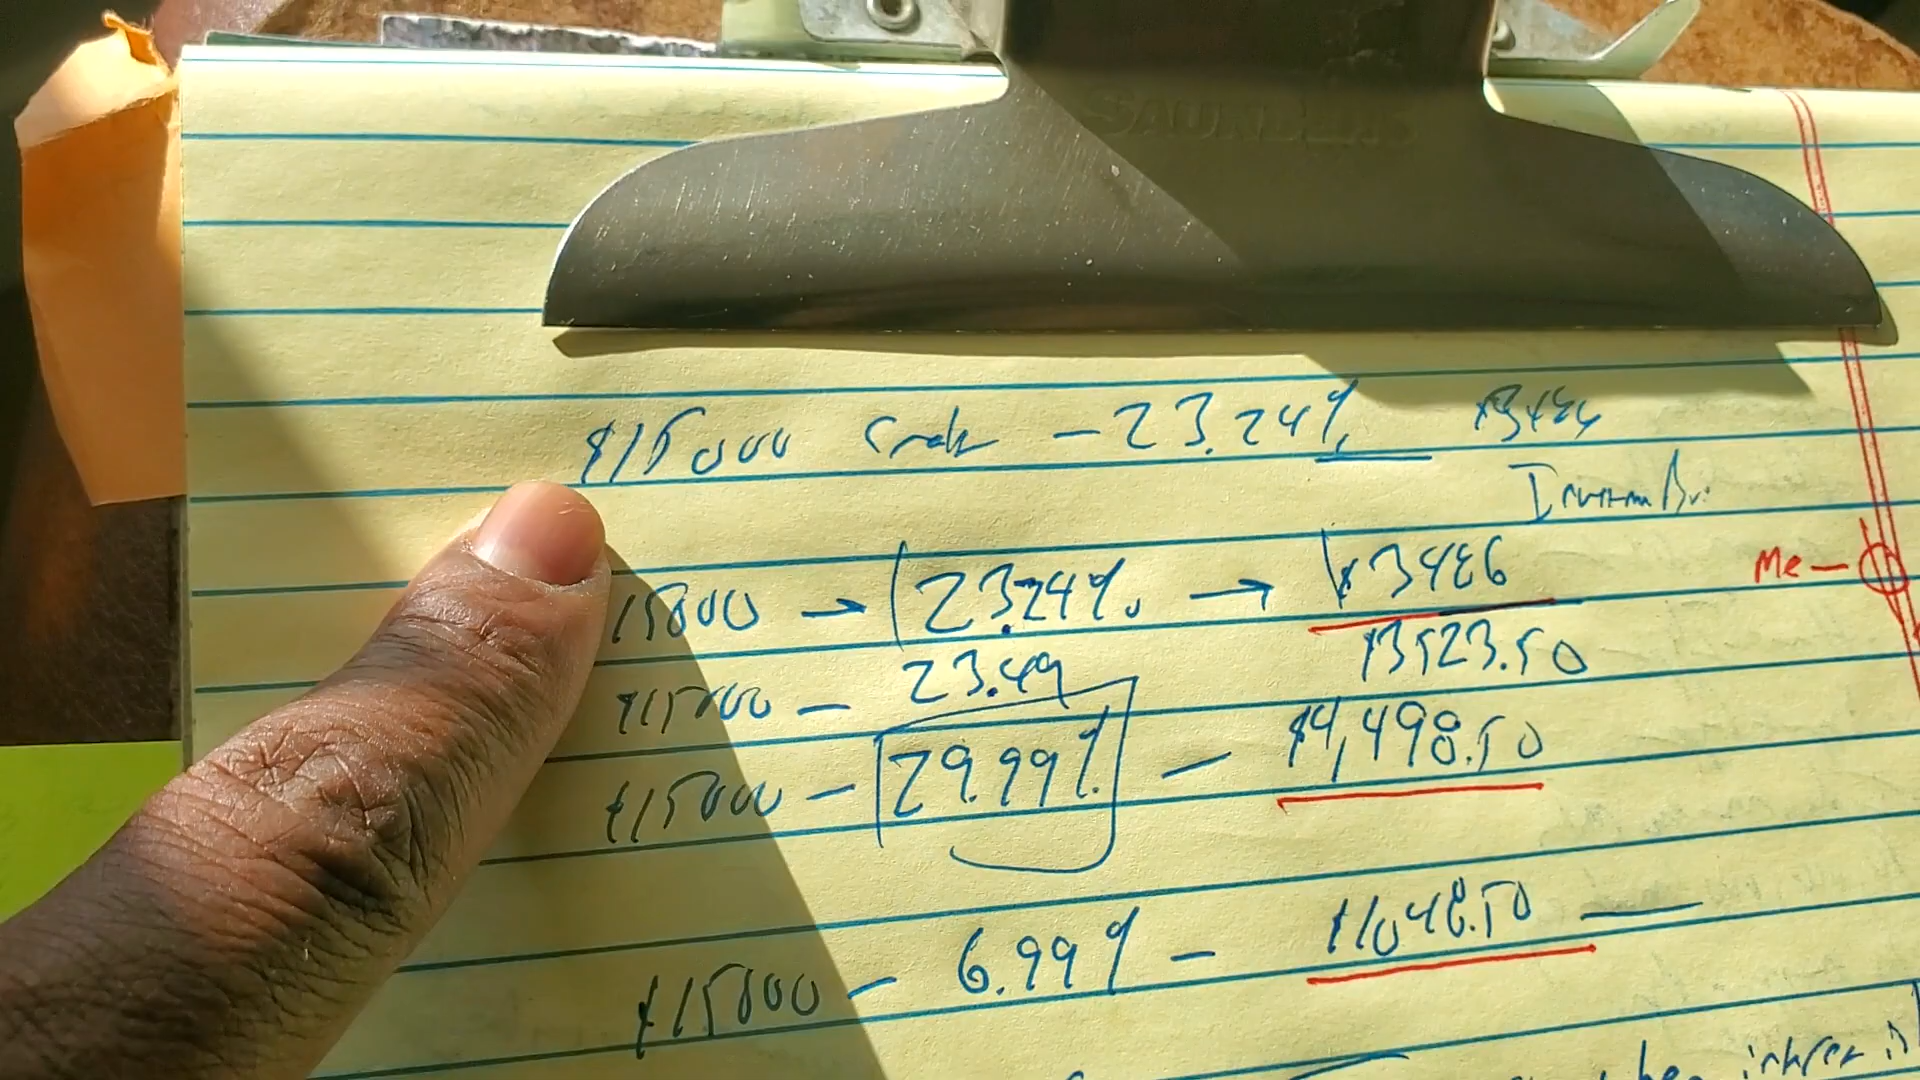 SAUNDERS
$15000 - 23.24% $3486
15000 → 23.24% → $3486
Me-
$15000 - 23.49 $3523.50
$15000 - 29.99% - $4,498.50
$15000 - 6.99% - $1048.50